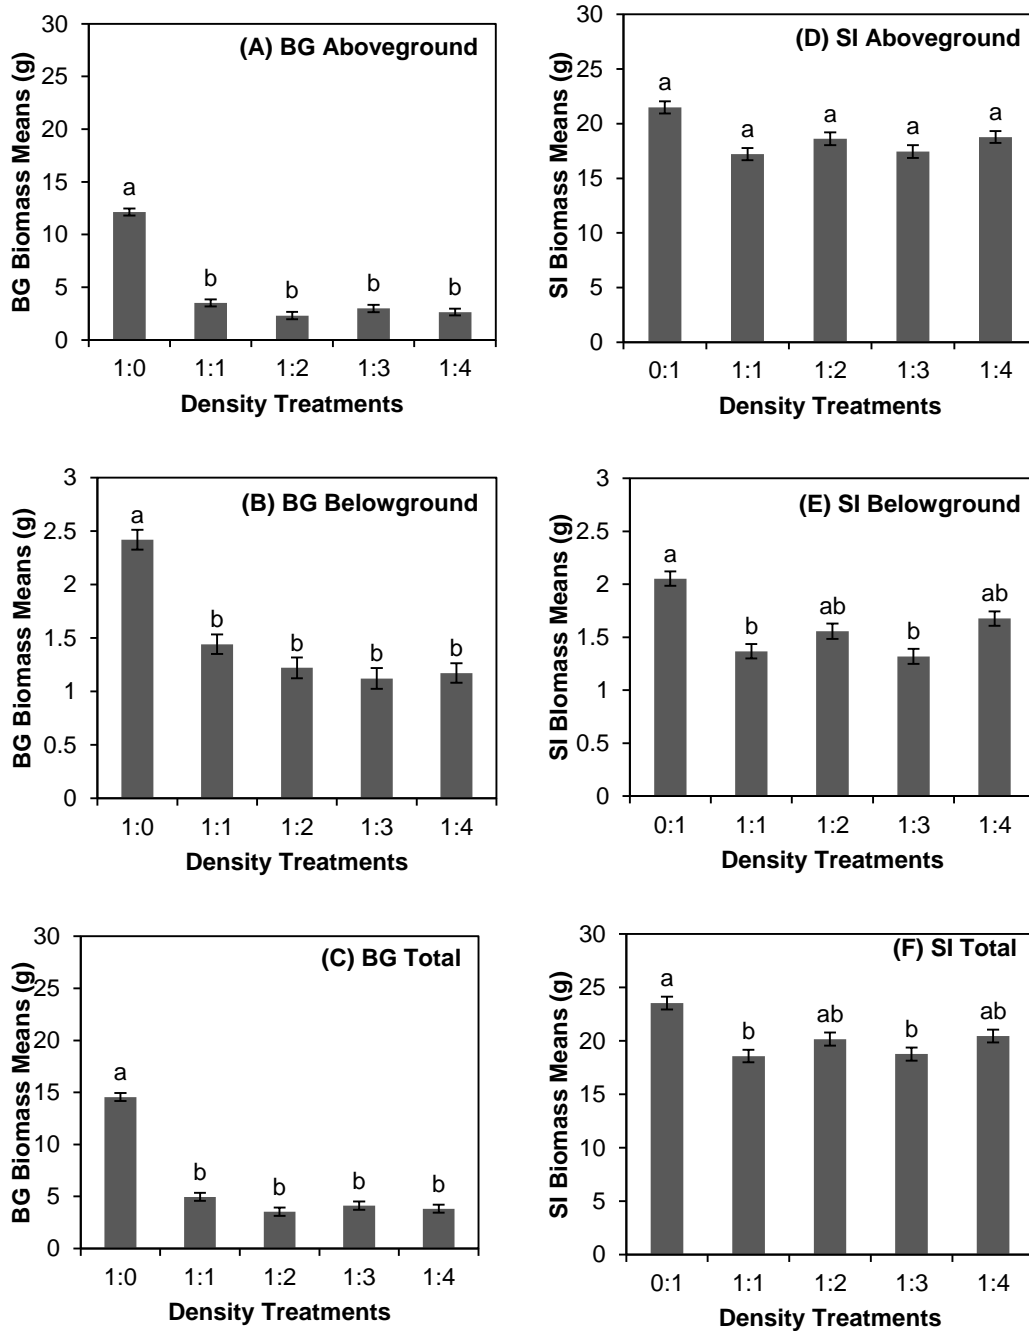 (A) BG Aboveground
BG Biomass Means (g)
30
25
20
15
10
5
0
a
b
b
b
b
1:0 1:1 1:2 1:3 1:4
Density Treatments
(D) SI Aboveground
SI Biomass Means (g)
30
25
20
15
10
5
0
a
a
a
a
a
0:1 1:1 1:2 1:3 1:4
Density Treatments
(B) BG Belowground
BG Biomass Means (g)
3
2.5
2
1.5
1
0.5
0
a
b
b
b
b
1:0 1:1 1:2 1:3 1:4
Density Treatments
(E) SI Belowground
SI BIomass Means (g)
3
2.5
2
1.5
1
0.5
0
a
b
ab
b
ab
0:1 1:1 1:2 1:3 1:4
Density Treatments
(C) BG Total
BG Biomass Means (g)
30
25
20
15
10
5
0
a
b
b
b
b
1:0 1:1 1:2 1:3 1:4
Density Treatments
(F) SI Total
SI Biomass Means (g)
30
25
20
15
10
5
0
a
b
ab
b
ab
0:1 1:1 1:2 1:3 1:4
Density Treatments